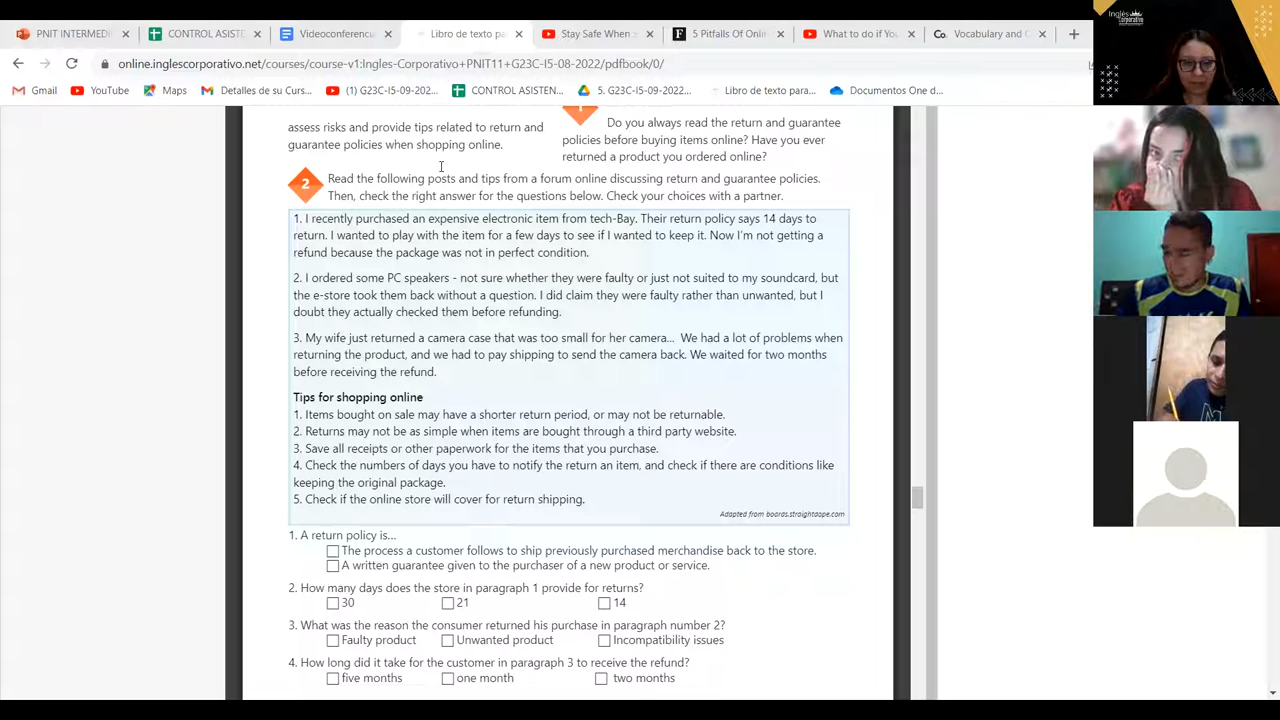 PNIT INTERMEDI
CONTROL ASISTE
Videoconferenci
Libro de texto pa
Stay Safe When
5 Pitfalls Of Onlin
What to do if You
Vocabulary and
online.inglescorporativo.net/courses/course-v1:Ingles-Corporativo+PNIT11+G23C-I5-08-2022/pdfbook/0/
Gmail
YouTube
Maps
Detalles de su Curs...
(1) G23C-I5-09-202...
CONTROL ASISTEN...
5. G23C-I5-09-2022...
Libro de texto para...
Documentos One d...
Inglés
Corporativo
assess risks and provide tips related to return and
guarantee policies when shopping online.
1
Do you always read the return and guarantee
policies before buying items online? Have you ever
returned a product you ordered online?
2
Read the following posts and tips from a forum online discussing return and guarantee policies.
Then, check the right answer for the questions below. Check your choices with a partner.
1. I recently purchased an expensive electronic item from tech-Bay. Their return policy says 14 days to
return. I wanted to play with the item for a few days to see if I wanted to keep it. Now I'm not getting a
refund because the package was not in perfect condition.
2. I ordered some PC speakers - not sure whether they were faulty or just not suited to my soundcard, but
the e-store took them back without a question. I did claim they were faulty rather than unwanted, but I
doubt they actually checked them before refunding.
3. My wife just returned a camera case that was too small for her camera... We had a lot of problems when
returning the product, and we had to pay shipping to send the camera back. We waited for two months
before receiving the refund.
Tips for shopping online
1. Items bought on sale may have a shorter return period, or may not be returnable.
2. Returns may not be as simple when items are bought through a third party website.
3. Save all receipts or other paperwork for the items that you purchase.
4. Check the numbers of days you have to notify the return an item, and check if there are conditions like
keeping the original package.
5. Check if the online store will cover for return shipping.
Adapted from boards.straightdope.com
1. A return policy is...
The process a customer follows to ship previously purchased merchandise back to the store.
A written guarantee given to the purchaser of a new product or service.
2. How many days does the store in paragraph 1 provide for returns?
30 21 14
3. What was the reason the consumer returned his purchase in paragraph number 2?
Faulty product Unwanted product Incompatibility issues
4. How long did it take for the customer in paragraph 3 to receive the refund?
five months one month two months